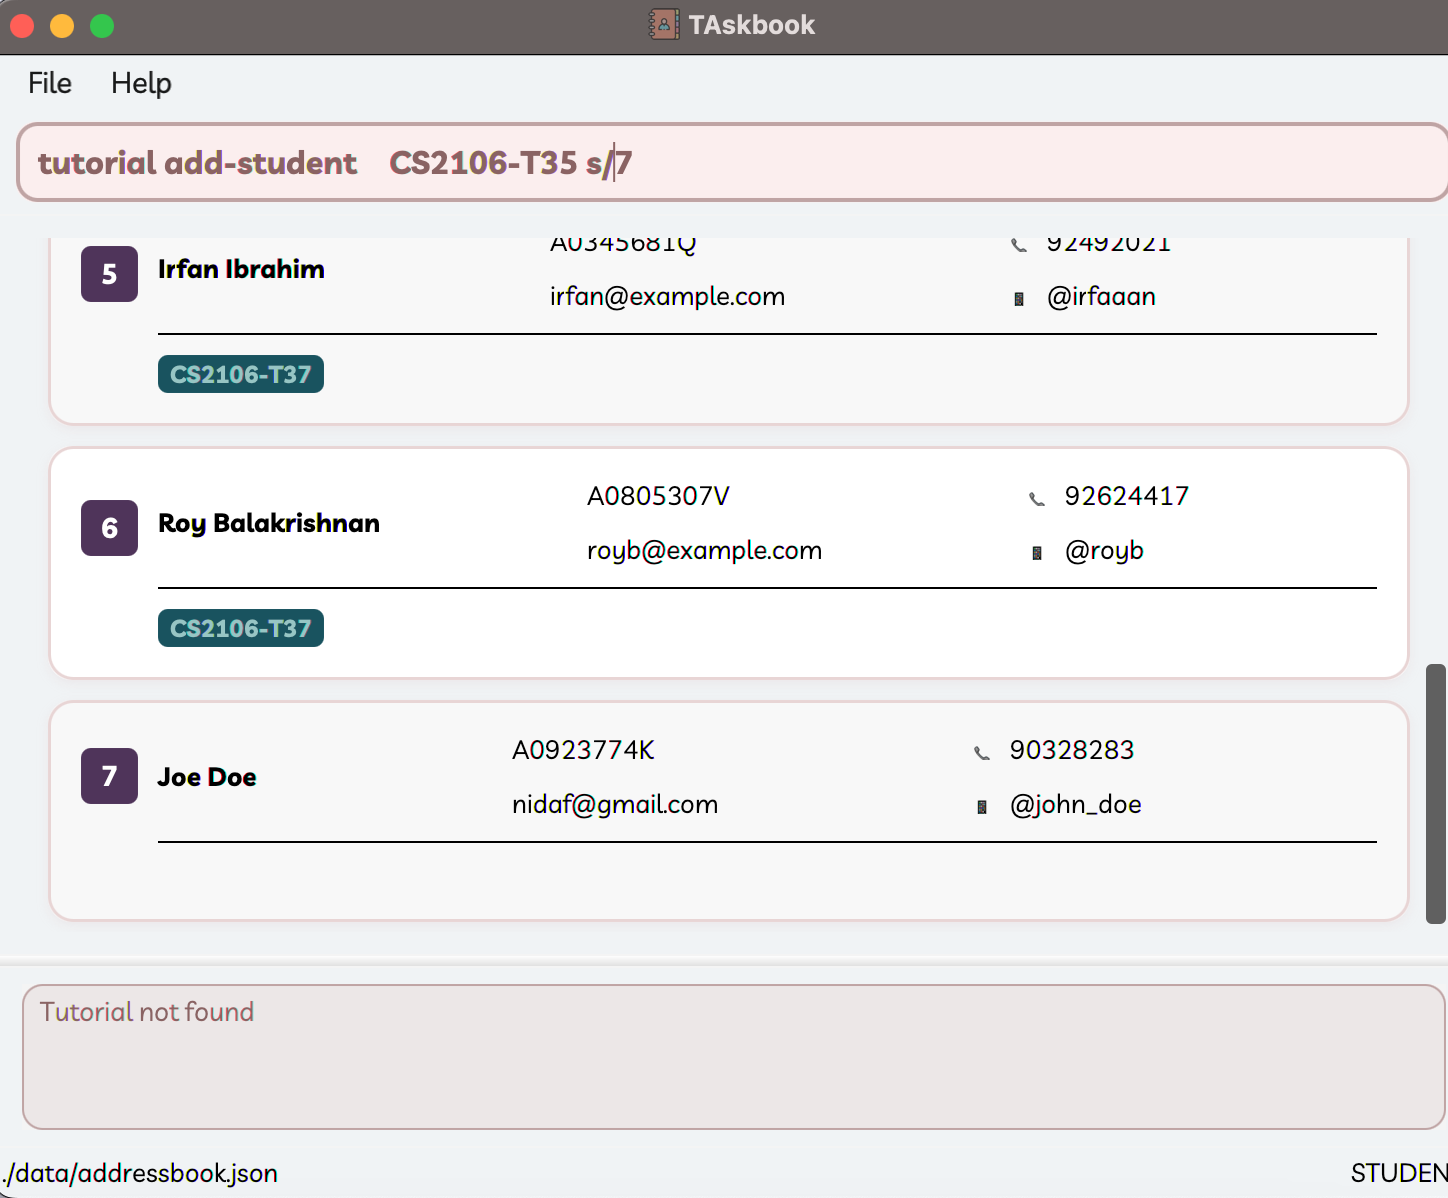 TAskbook
File Help
tutorial add-student CS2106-T35 s/7
5 Irfan Ibrahim
A0345681Q 92492021
irfan@example.com @irfaaan
CS2106-T37
6 Roy Balakrishnan
A0805307V 92624417
royb@example.com @royb
CS2106-T37
7 Joe Doe
A0923774K 90328283
nidaf@gmail.com @john_doe
Tutorial not found
./data/addressbook.json STUDEN